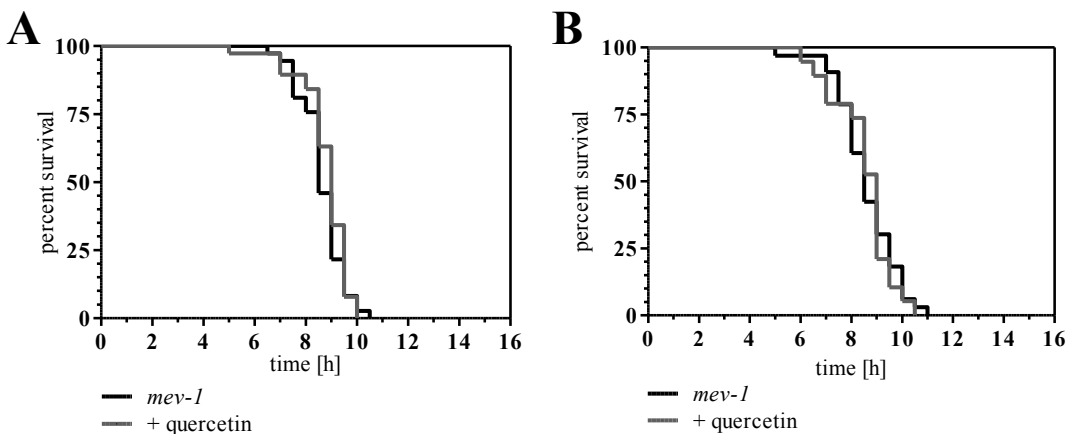 A
100
75
50
25
0
percent survival
0 2 4 6 8 10 12 14 16
time [h]
mev-1
+ quercetin
B
100
75
50
25
0
percent survival
0 2 4 6 8 10 12 14 16
time [h]
mev-1
+ quercetin